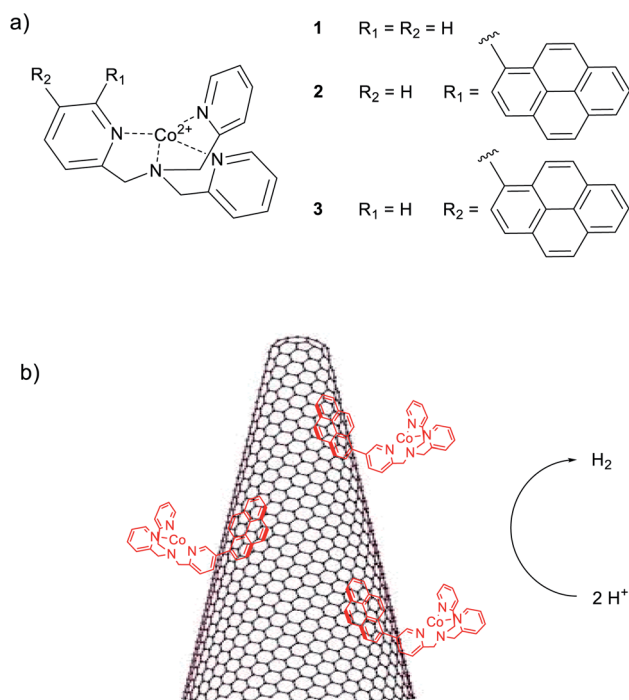 a)
1 R1 = R2 = H
R2 R1
N
N
Co2+
N
N
2 R2 = H R1 =
3 R1 = H R2 =
b)
N
N
Co
N
N
H2
N
N
Co
N
N
2 H+
N
N
Co
N
N